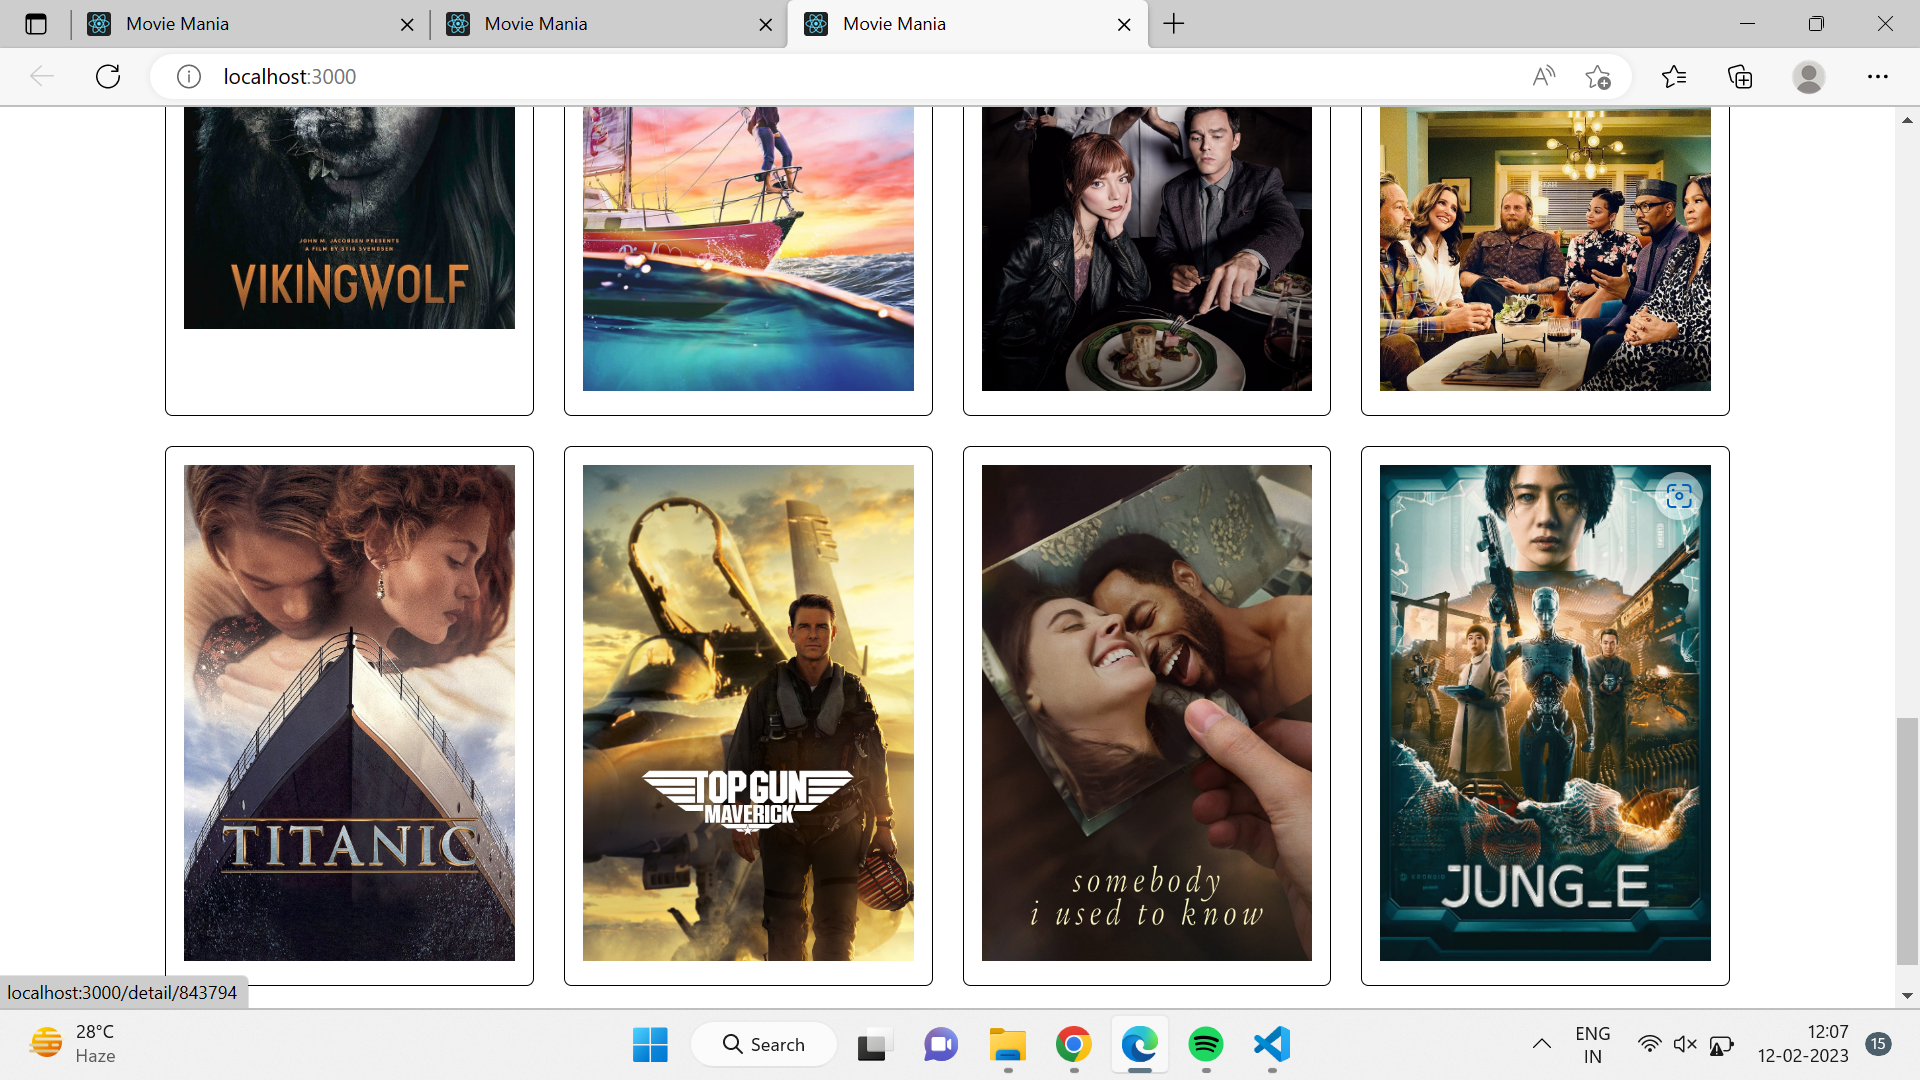 Movie Mania
Movie Mania
Movie Mania
localhost:3000
JOHN M. JACOBSEN PRESENTS
A FILM BY STIG SVENDSEN
VIKINGWOLF
TITANIC
TOP GUN
MAVERICK
somebody
i used to know
JUNG_E
localhost:3000/detail/843794
28°C
Haze
Search
ENG
IN
12:07
12-02-2023
15